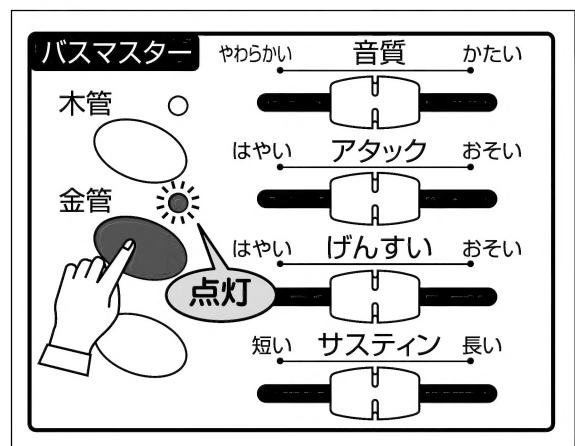 バスマスター
木管
金管
点灯
やわらかい 音質 かたい
はやい アタック おそい
はやい げんすい おそい
短い サスティン 長い